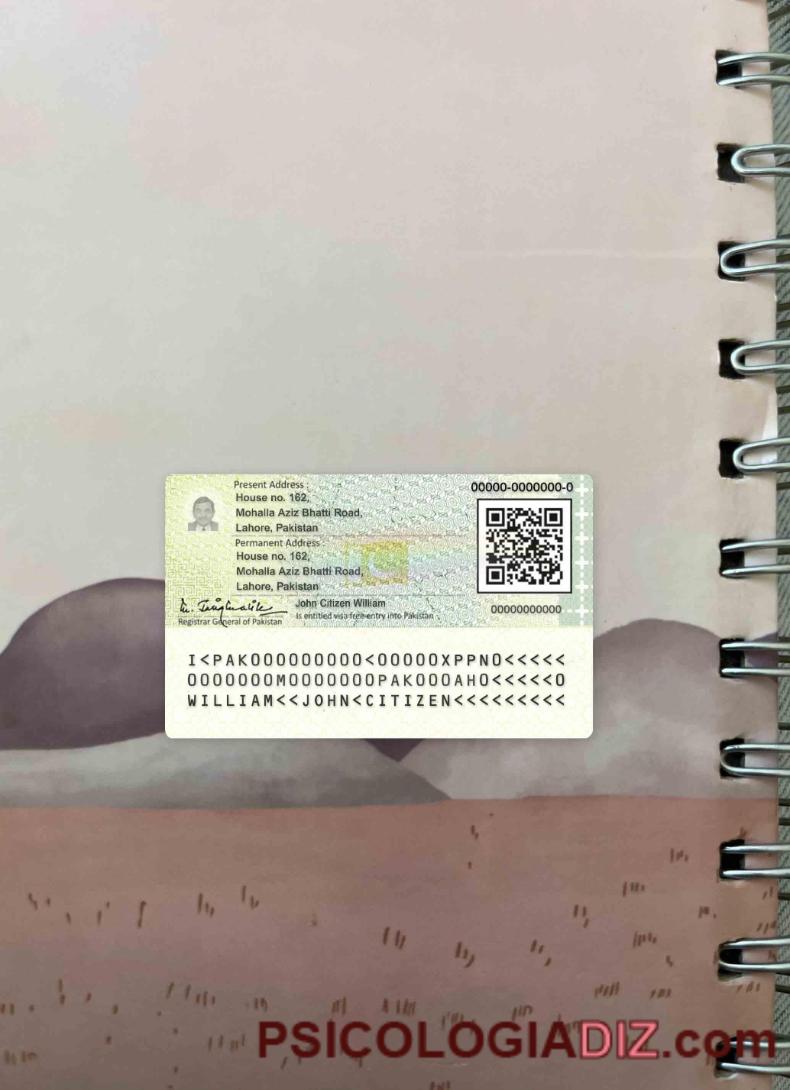 Present Address :
House no. 162,
Mohalla Aziz Bhatti Road,
Lahore, Pakistan
Permanent Address :
House no. 162,
Mohalla Aziz Bhatti Road,
Lahore, Pakistan
Registrar General of Pakistan
John Citizen William
Is entitled visa free entry into Pakistan
00000-0000000-0
00000000000
I<PAK000000000<00000XPPN0<<<<<
0000000M0000000PAK000AH0<<<<<0
WILLIAM<<JOHN<CITIZEN<<<<<<<<<
PSICOLOGIADIZ.com